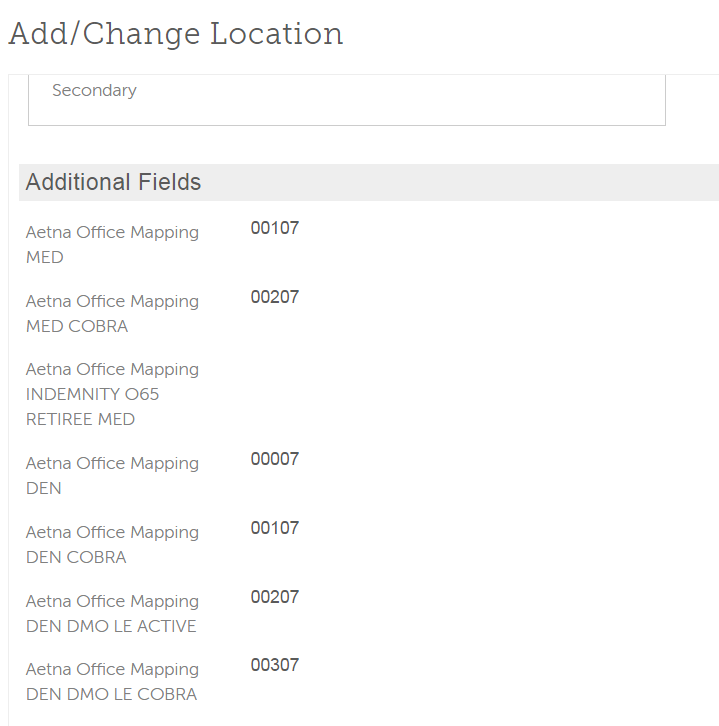 Add/Change Location
Secondary
Additional Fields
Aetna Office Mapping 00107
MED
Aetna Office Mapping 00207
MED COBRA
Aetna Office Mapping
INDEMNITY O65
RETIREE MED
Aetna Office Mapping 00007
DEN
Aetna Office Mapping 00107
DEN COBRA
Aetna Office Mapping 00207
DEN DMO LE ACTIVE
Aetna Office Mapping 00307
DEN DMO LE COBRA